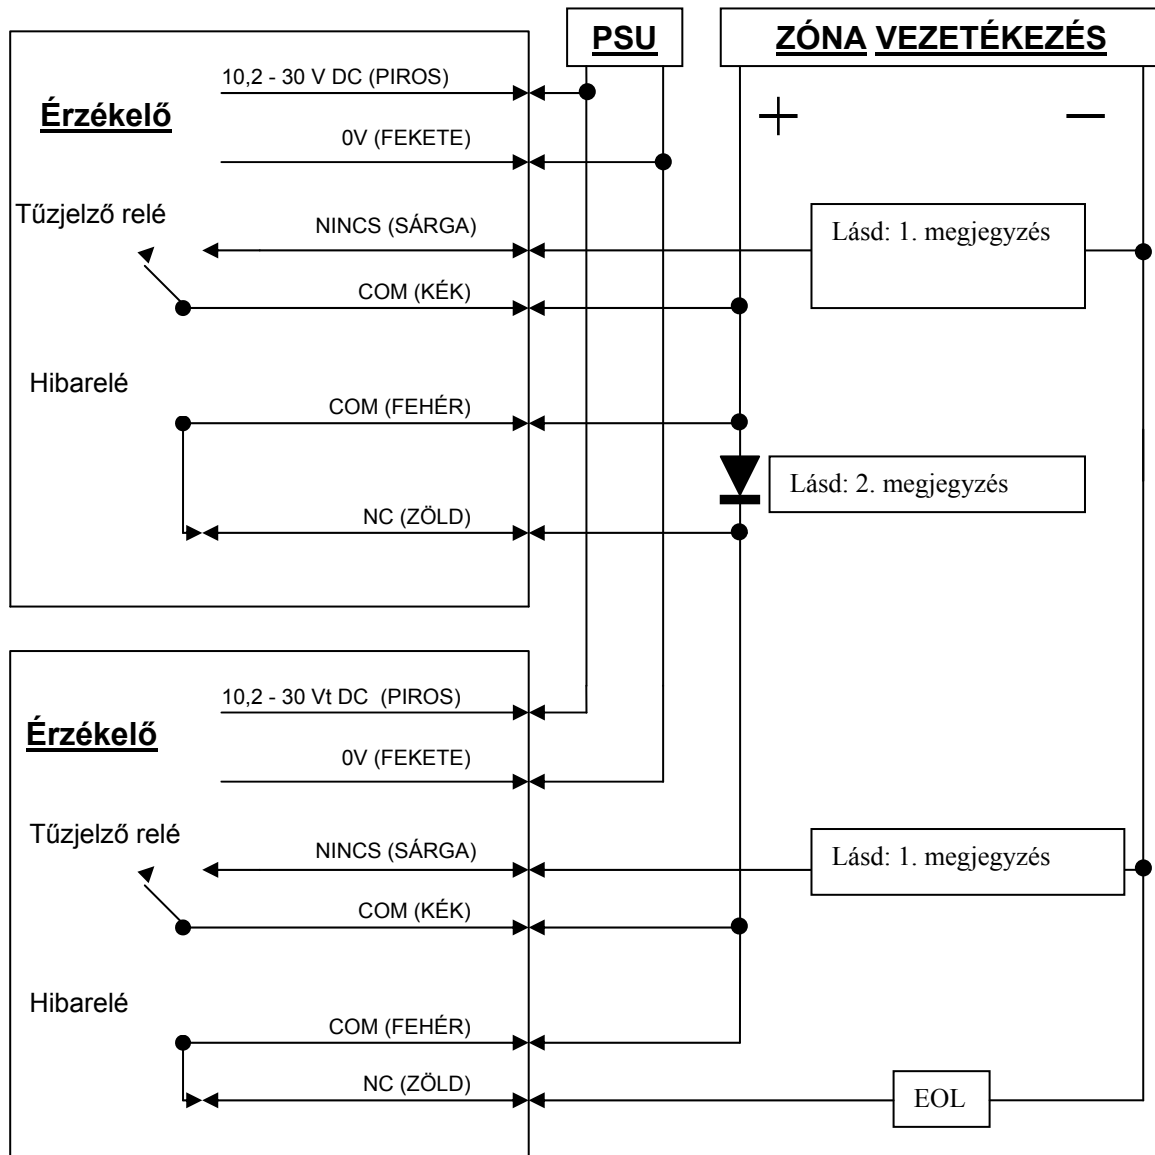 PSU
ZÓNA VEZETÉKEZÉS
10,2 - 30 V DC (PIROS)
Érzékelő
+
−
0V (FEKETE)
Tűzjelző relé
NINCS (SÁRGA)
Lásd: 1. megjegyzés
COM (KÉK)
Hibarelé
COM (FEHÉR)
Lásd: 2. megjegyzés
NC (ZÖLD)
10,2 - 30 Vt DC (PIROS)
Érzékelő
0V (FEKETE)
Tűzjelző relé
NINCS (SÁRGA)
Lásd: 1. megjegyzés
COM (KÉK)
Hibarelé
COM (FEHÉR)
NC (ZÖLD)
EOL